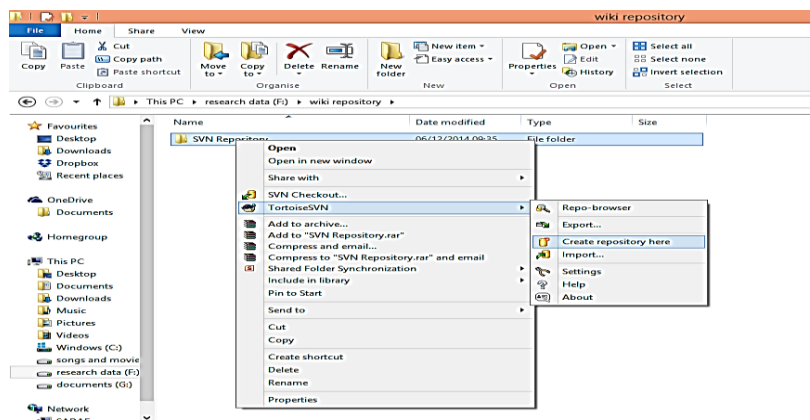 wiki repository
File Home Share View
Copy
Paste
Cut
Copy path
Paste shortcut
Clipboard
Move to
Copy to
Delete
Rename
Organise
New folder
New item
Easy access
New
Properties
Open
Edit
History
Open
Select all
Select none
Invert selection
Select
This PC research data (F:) wiki repository
Name Date modified Type Size
SVN Repository 06/12/2014 09:35 File folder
Favourites
Desktop
Downloads
Dropbox
Recent places
OneDrive
Documents
Homegroup
This PC
Desktop
Documents
Downloads
Music
Pictures
Videos
Windows (C:)
songs and movie
research data (F:)
documents (G:)
Network
Open
Open in new window
Share with
SVN Checkout...
TortoiseSVN
Add to archive...
Add to "SVN Repository.rar"
Compress and email...
Compress to "SVN Repository.rar" and email
Shared Folder Synchronization
Include in library
Pin to Start
Send to
Cut
Copy
Create shortcut
Delete
Rename
Properties
Repo-browser
Export...
Create repository here
Import...
Settings
Help
About